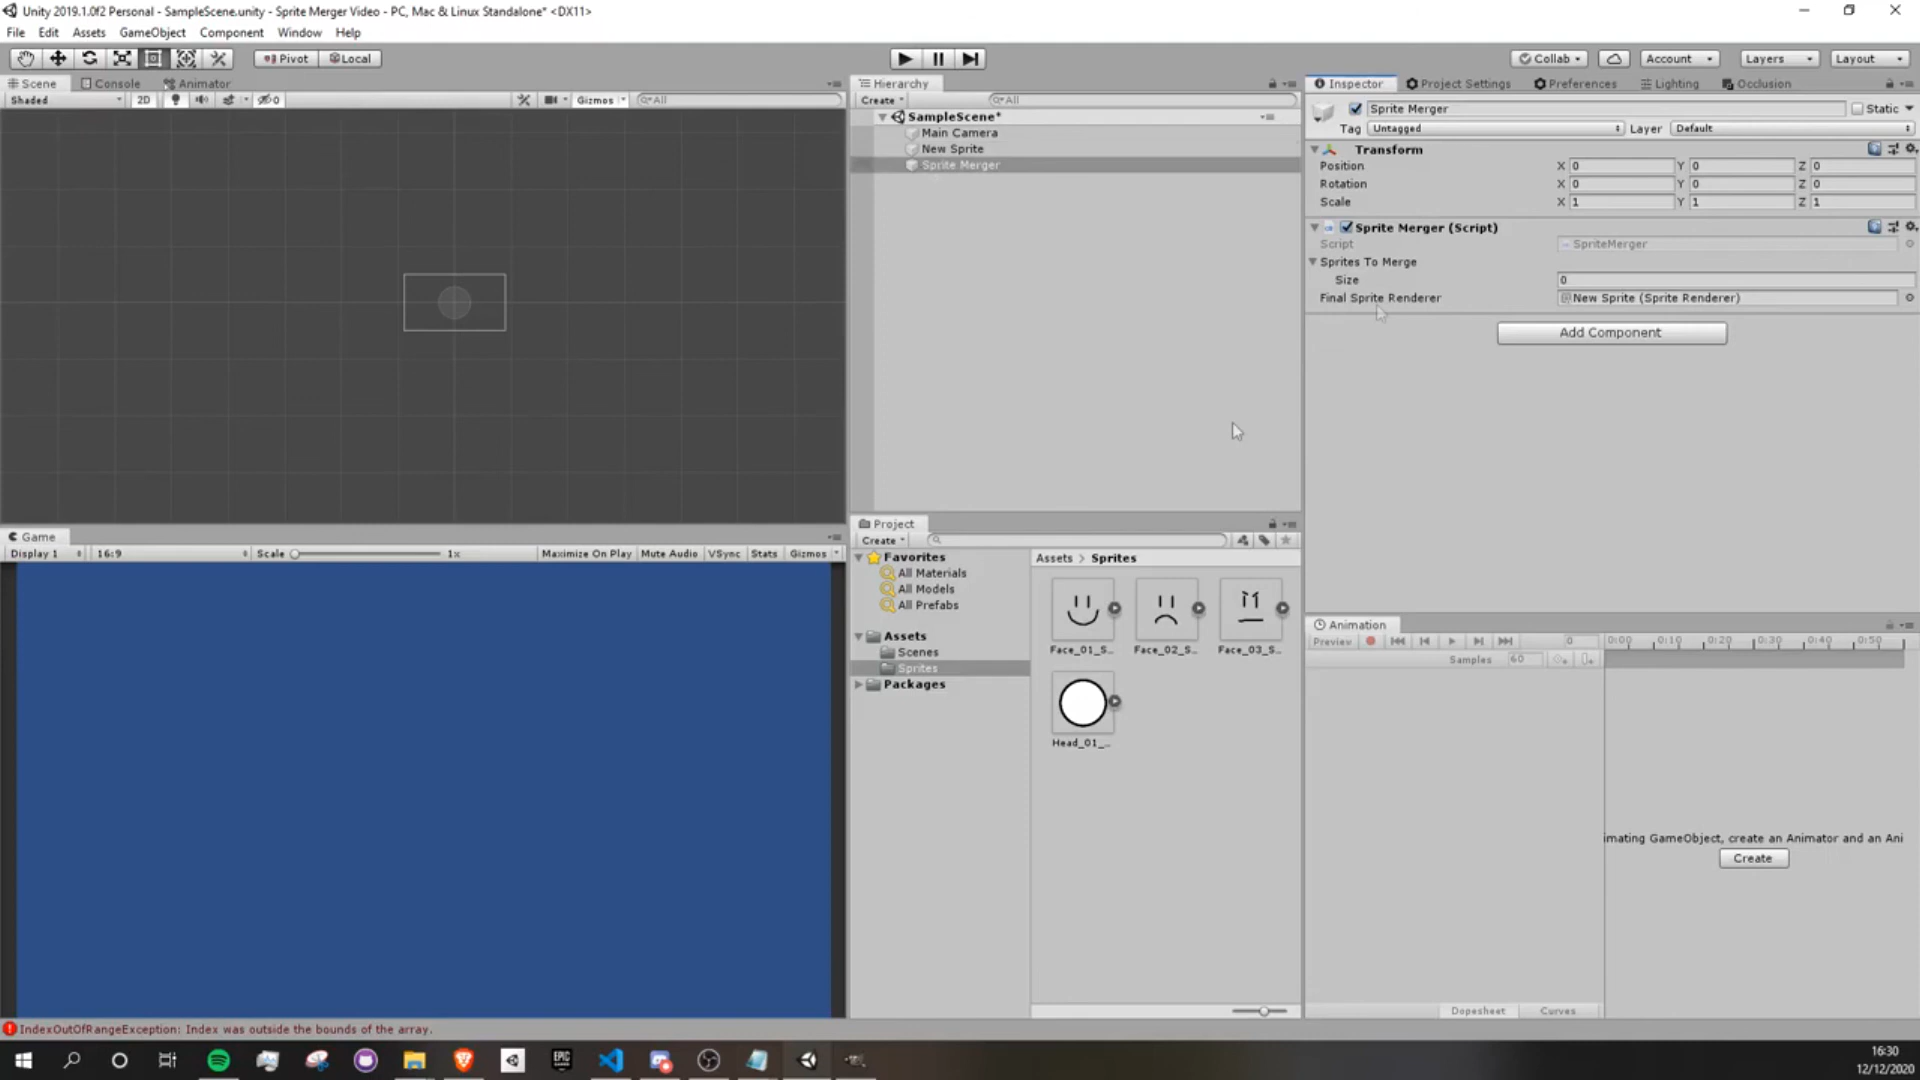 Unity 2019.1.0f2 Personal - SampleScene.unity - Sprite Merger Video - PC, Mac & Linux Standalone* <DX11>
File Edit Assets GameObject Component Window Help
Pivot Local Collab Account Layers Layout
Scene Console Animator
Shaded 2D 0 Gizmos All
Hierarchy
Create All
SampleScene*
Main Camera
New Sprite
Sprite Merger
Inspector Project Settings Preferences Lighting Occlusion
Sprite Merger Static
Tag Untagged Layer Default
Transform
Position X 0 Y 0 Z 0
Rotation X 0 Y 0 Z 0
Scale X 1 Y 1 Z 1
Sprite Merger (Script)
Script SpriteMerger
Sprites To Merge
Size 0
Final Sprite Renderer New Sprite (Sprite Renderer)
Add Component
Game
Display 1 16:9 Scale 1x Maximize On Play Mute Audio VSync Stats Gizmos
Project
Create
Favorites
All Materials
All Models
All Prefabs
Assets
Scenes
Sprites
Packages
Assets > Sprites
Face_01_S... Face_02_S... Face_03_S...
Head_01_...
Animation
Preview 0 0:00 0:10 0:20 0:30 0:40 0:50
Samples 60
imating GameObject, create an Animator and an Ani
Create
Dopesheet Curves
IndexOutOfRangeException: Index was outside the bounds of the array.
EPIC
16:30
12/12/2020